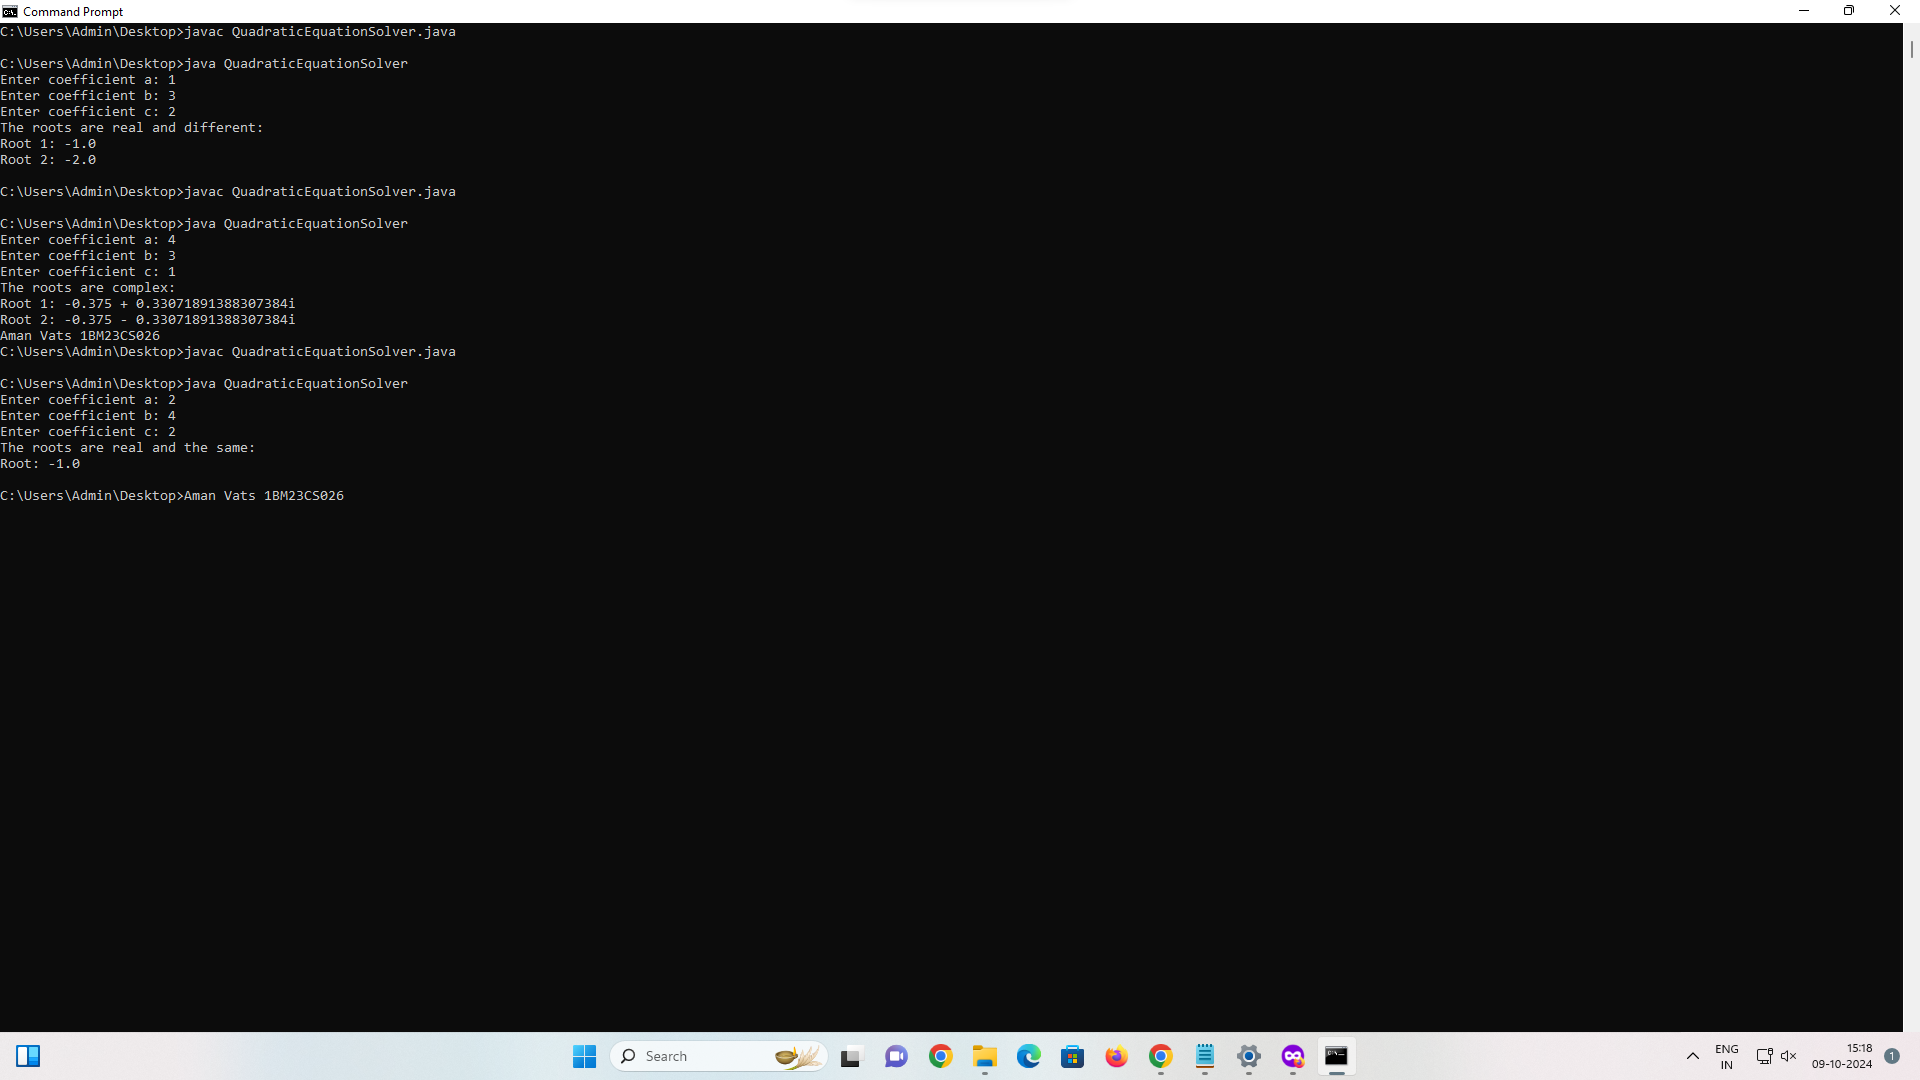 Command Prompt
C:\Users\Admin\Desktop>javac QuadraticEquationSolver.java
C:\Users\Admin\Desktop>java QuadraticEquationSolver
Enter coefficient a: 1
Enter coefficient b: 3
Enter coefficient c: 2
The roots are real and different:
Root 1: -1.0
Root 2: -2.0
C:\Users\Admin\Desktop>javac QuadraticEquationSolver.java
C:\Users\Admin\Desktop>java QuadraticEquationSolver
Enter coefficient a: 4
Enter coefficient b: 3
Enter coefficient c: 1
The roots are complex:
Root 1: -0.375 + 0.33071891388307384i
Root 2: -0.375 - 0.33071891388307384i
Aman Vats 1BM23CS026
C:\Users\Admin\Desktop>javac QuadraticEquationSolver.java
C:\Users\Admin\Desktop>java QuadraticEquationSolver
Enter coefficient a: 2
Enter coefficient b: 4
Enter coefficient c: 2
The roots are real and the same:
Root: -1.0
C:\Users\Admin\Desktop>Aman Vats 1BM23CS026
Search
ENG
IN
15:18
09-10-2024
1